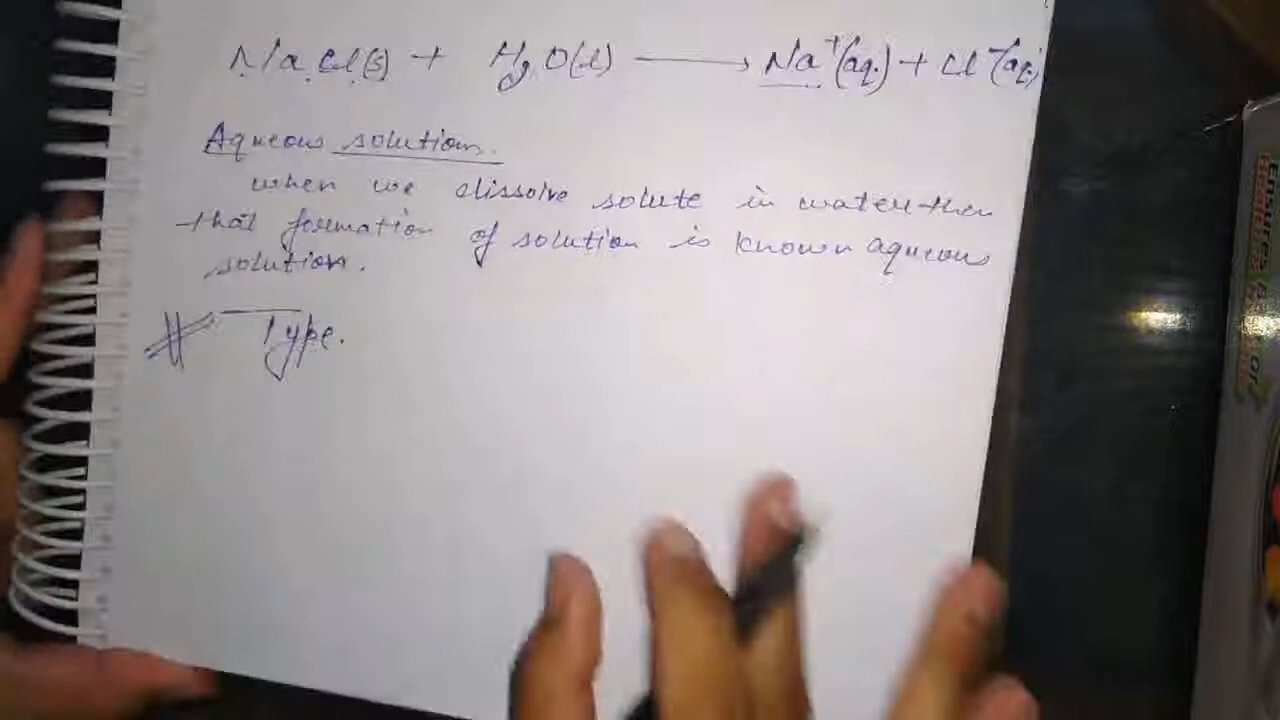 NaCl(s) + H2O(l) ⟶ Na⁺(aq.) + Cl⁻(aq.)
Aqueous solution.
when we dissolve solute in water then
that formation of solution is known aqueous
solution.
# Type.
Ensures